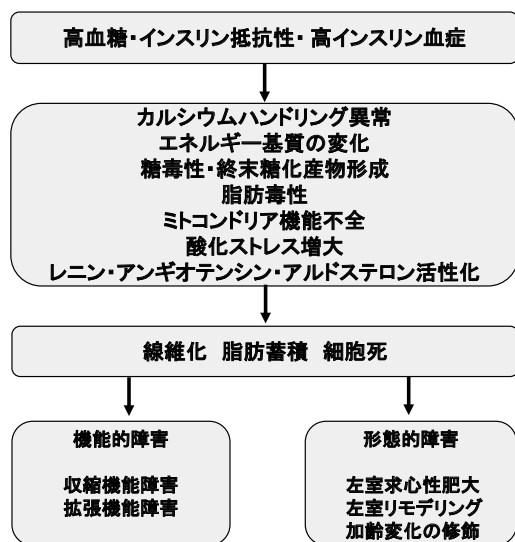 高血糖・インスリン抵抗性・高インスリン血症
カルシウムハンドリング異常
エネルギー基質の変化
糖毒性・終末糖化産物形成
脂肪毒性
ミトコンドリア機能不全
酸化ストレス増大
レニン・アンギオテンシン・アルドステロン活性化
線維化 脂肪蓄積 細胞死
機能的障害
収縮機能障害
拡張機能障害
形態的障害
左室求心性肥大
左室リモデリング
加齢変化の修飾